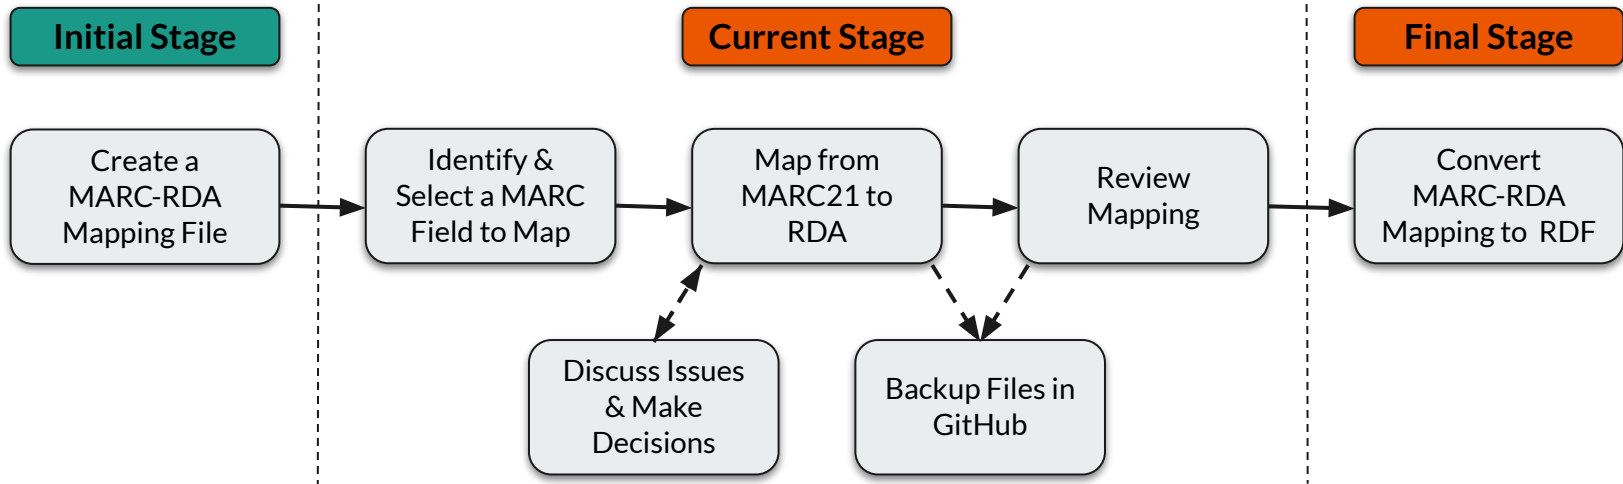 Initial Stage
Current Stage
Final Stage
Create a
MARC-RDA
Mapping File
Identify &
Select a MARC
Field to Map
Map from
MARC21 to
RDA
Review
Mapping
Convert
MARC-RDA
Mapping to RDF
Discuss Issues
& Make
Decisions
Backup Files in
GitHub